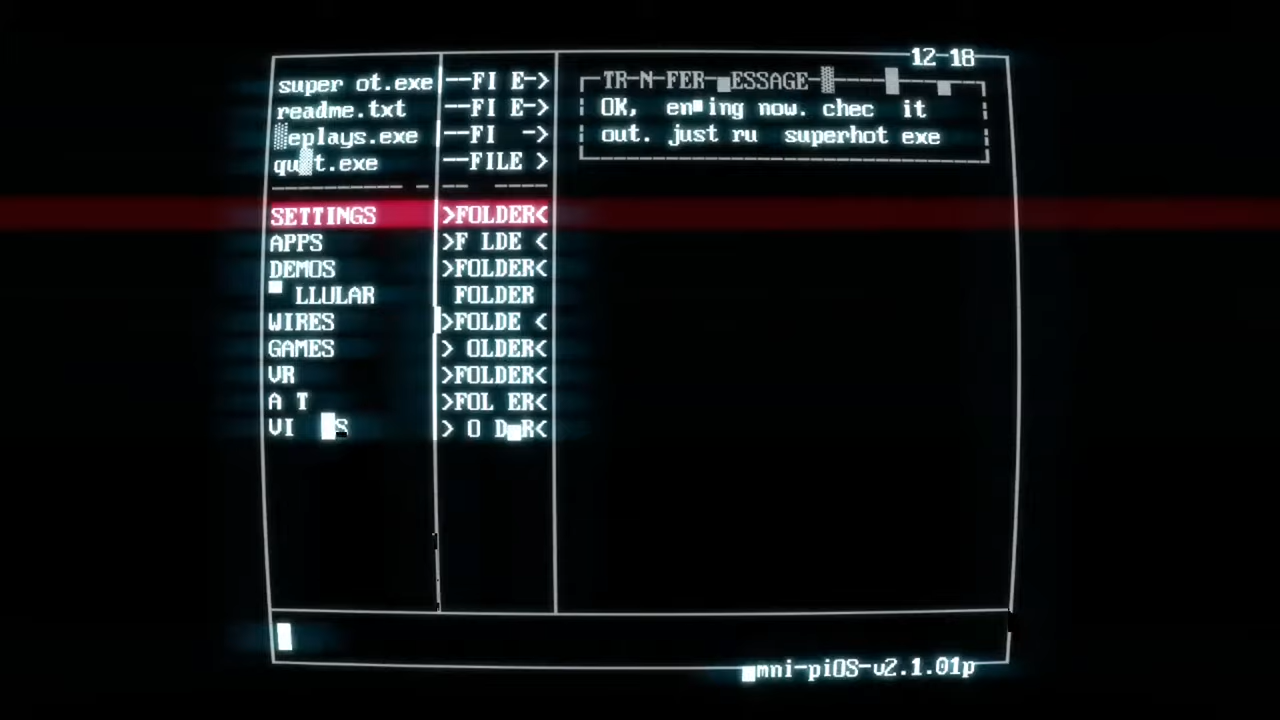 12-18
super ot.exe --FI E->
readme.txt --FI E->
eplays.exe --FI ->
qu t.exe --FILE >
SETTINGS >FOLDER<
APPS >F LDE <
DEMOS >FOLDER<
LLULAR FOLDER
WIRES >FOLDE <
GAMES > OLDER<
VR >FOLDER<
A T >FOL ER<
VI S > O D R<
TR-N-FER- ESSAGE
OK, en ing now. chec it
out. just ru superhot exe
mni-piOS-v2.1.01p